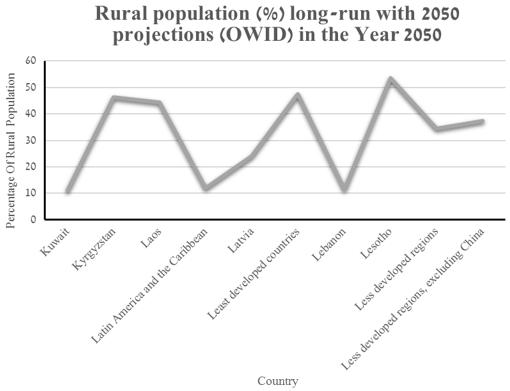 Rural population (%) long-run with 2050
projections (OWID) in the Year 2050
Percentage Of Rural Population
60
50
40
30
20
10
0
Kuwait
Kyrgyzstan
Laos
Latin America and the Caribbean
Latvia
Least developed countries
Lebanon
Lesotho
Less developed regions
Less developed regions, excluding China
Country